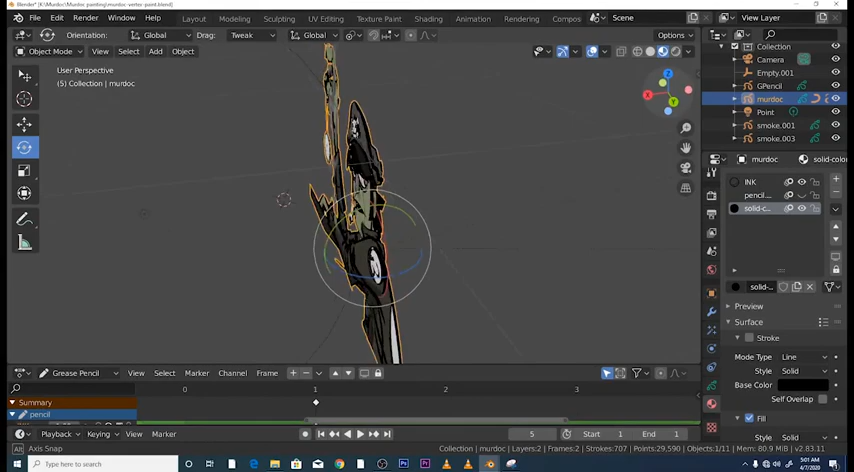 Blender* [K:\Murdoc\Murdoc painting\murdoc-vertex-paint.blend]
File Edit Render Window Help Layout Modeling Sculpting UV Editing Texture Paint Shading Animation Rendering Compos Scene View Layer
Orientation: Global Drag: Tweak Global Options
Object Mode View Select Add Object
User Perspective
(5) Collection | murdoc
Collection
Camera
Empty.001
GPencil
murdoc
Point
smoke.001
smoke.003
murdoc solid-color
INK
pencil
solid-c...
solid-
Preview
Surface
Stroke
Mode Type Line
Style Solid
Base Color
Self Overlap
Fill
Style Solid
Z
X
Y
Grease Pencil View Select Marker Channel Frame
0 1 2 3
Summary
pencil
Playback Keying View Marker 5 Start 1 End 1
Alt Axis Snap Collection | murdoc | Layers:2 | Frames:2 | Strokes:707 | Points:29,590 | Objects:1/11 | Mem: 80.9 MiB | v2.83.11
Type here to search
5:01 AM
4/7/2020